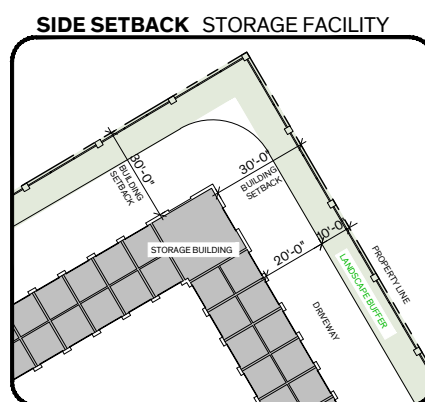 SIDE SETBACK STORAGE FACILITY
30'-0"
BUILDING
SETBACK
30'-0"
BUILDING
SETBACK
STORAGE BUILDING
20'-0"
10'-0"
LANDSCAPE BUFFER
PROPERTY LINE
DRIVEWAY